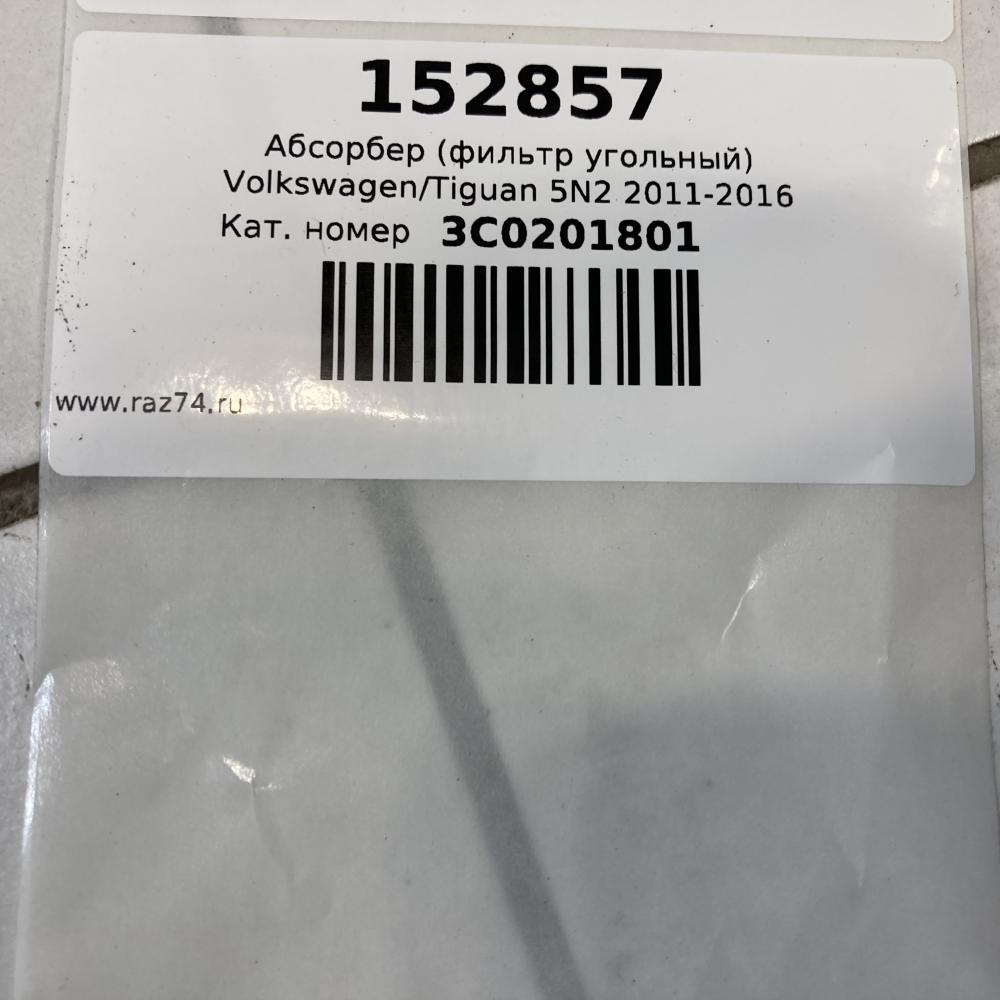 152857
Абсорбер (фильтр угольный)
Volkswagen/Tiguan 5N2 2011-2016
Кат. номер 3C0201801
www.raz74.ru